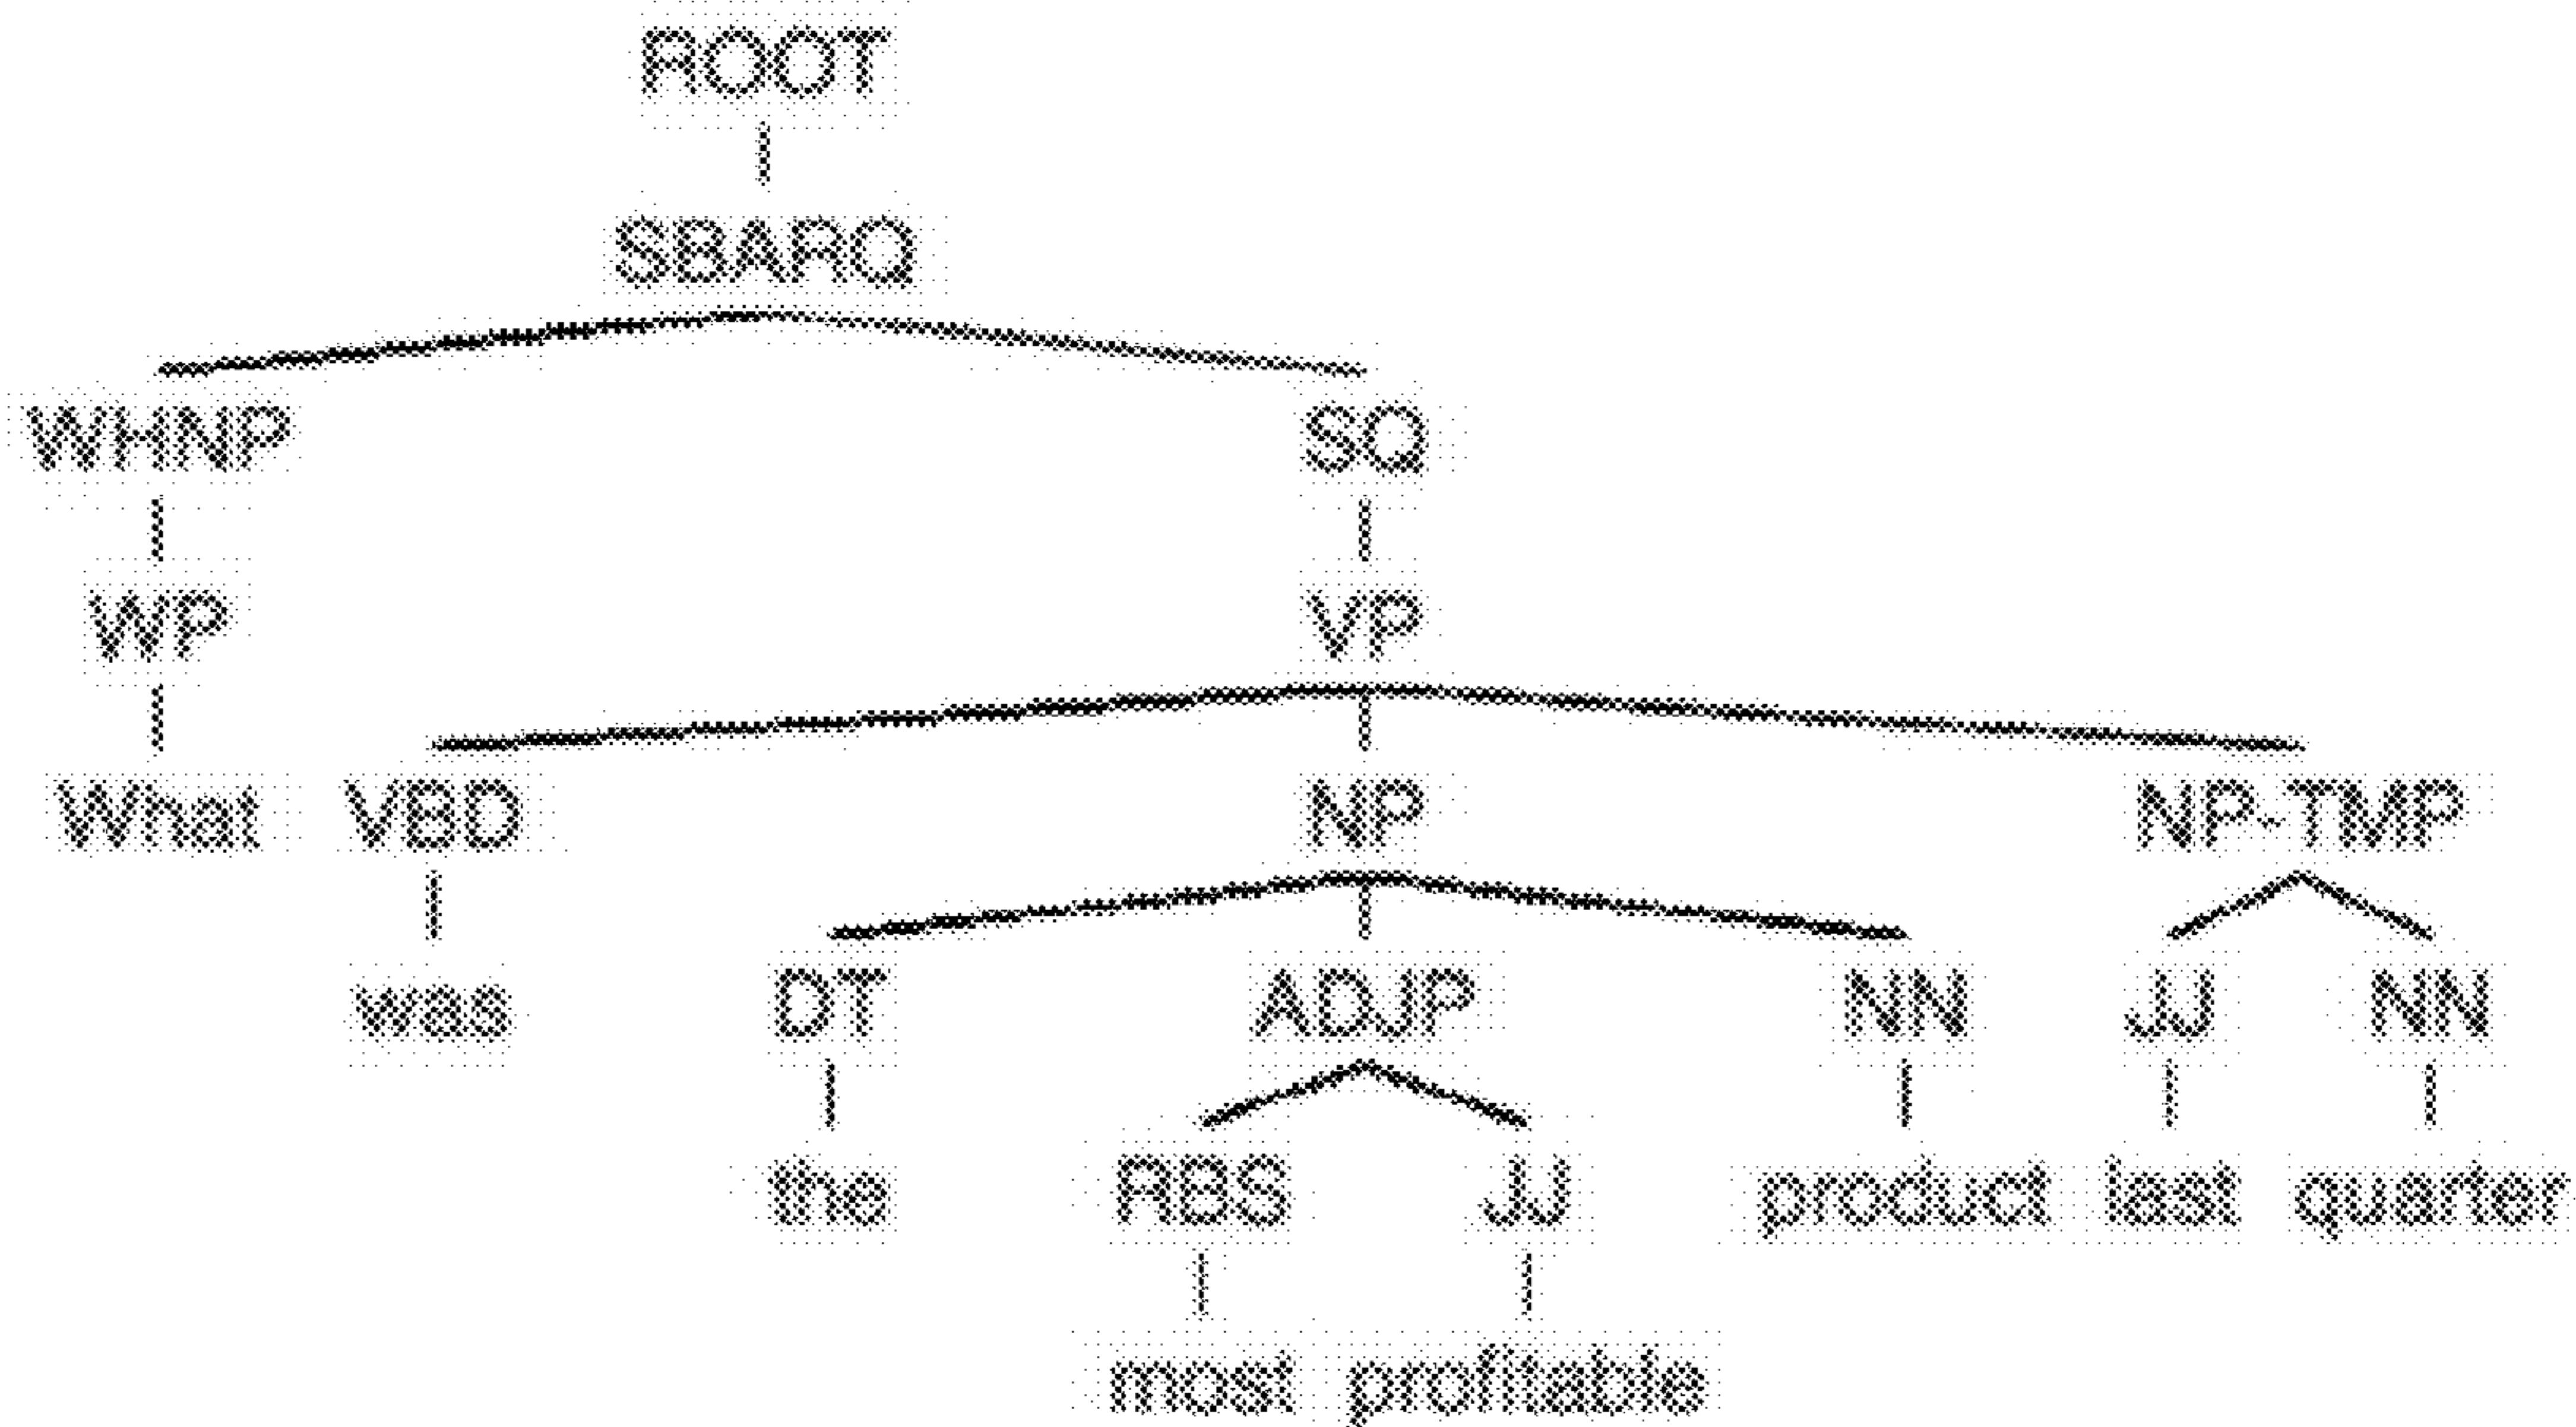 ROOT
SBARQ
WHNP SQ
WP VP
What VBD NP NP-TMP
was DT ADJP NN JJ NN
the RBS JJ product last quarter
most profitable